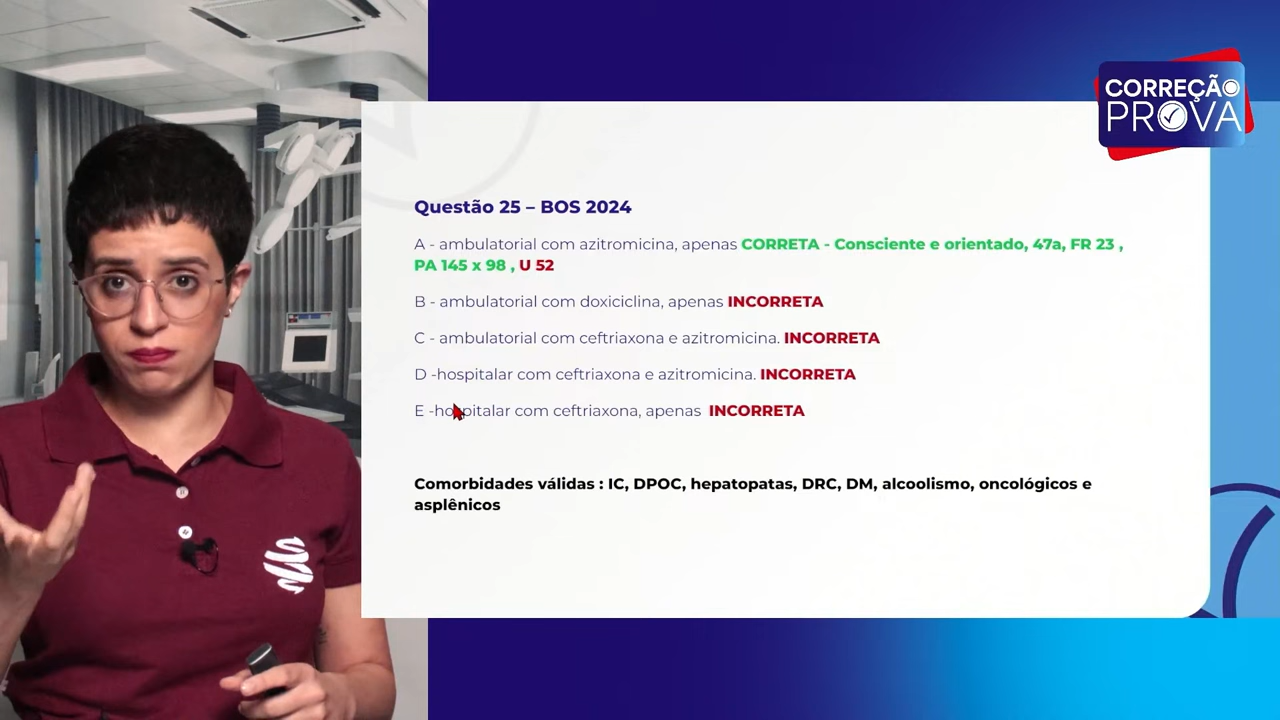 CORREÇÃO
PROVA
Questão 25 – BOS 2024
A - ambulatorial com azitromicina, apenas CORRETA - Consciente e orientado, 47a, FR 23 ,
PA 145 x 98 , U 52
B - ambulatorial com doxiciclina, apenas INCORRETA
C - ambulatorial com ceftriaxona e azitromicina. INCORRETA
D -hospitalar com ceftriaxona e azitromicina. INCORRETA
E -hospitalar com ceftriaxona, apenas INCORRETA
Comorbidades válidas : IC, DPOC, hepatopatas, DRC, DM, alcoolismo, oncológicos e
asplênicos